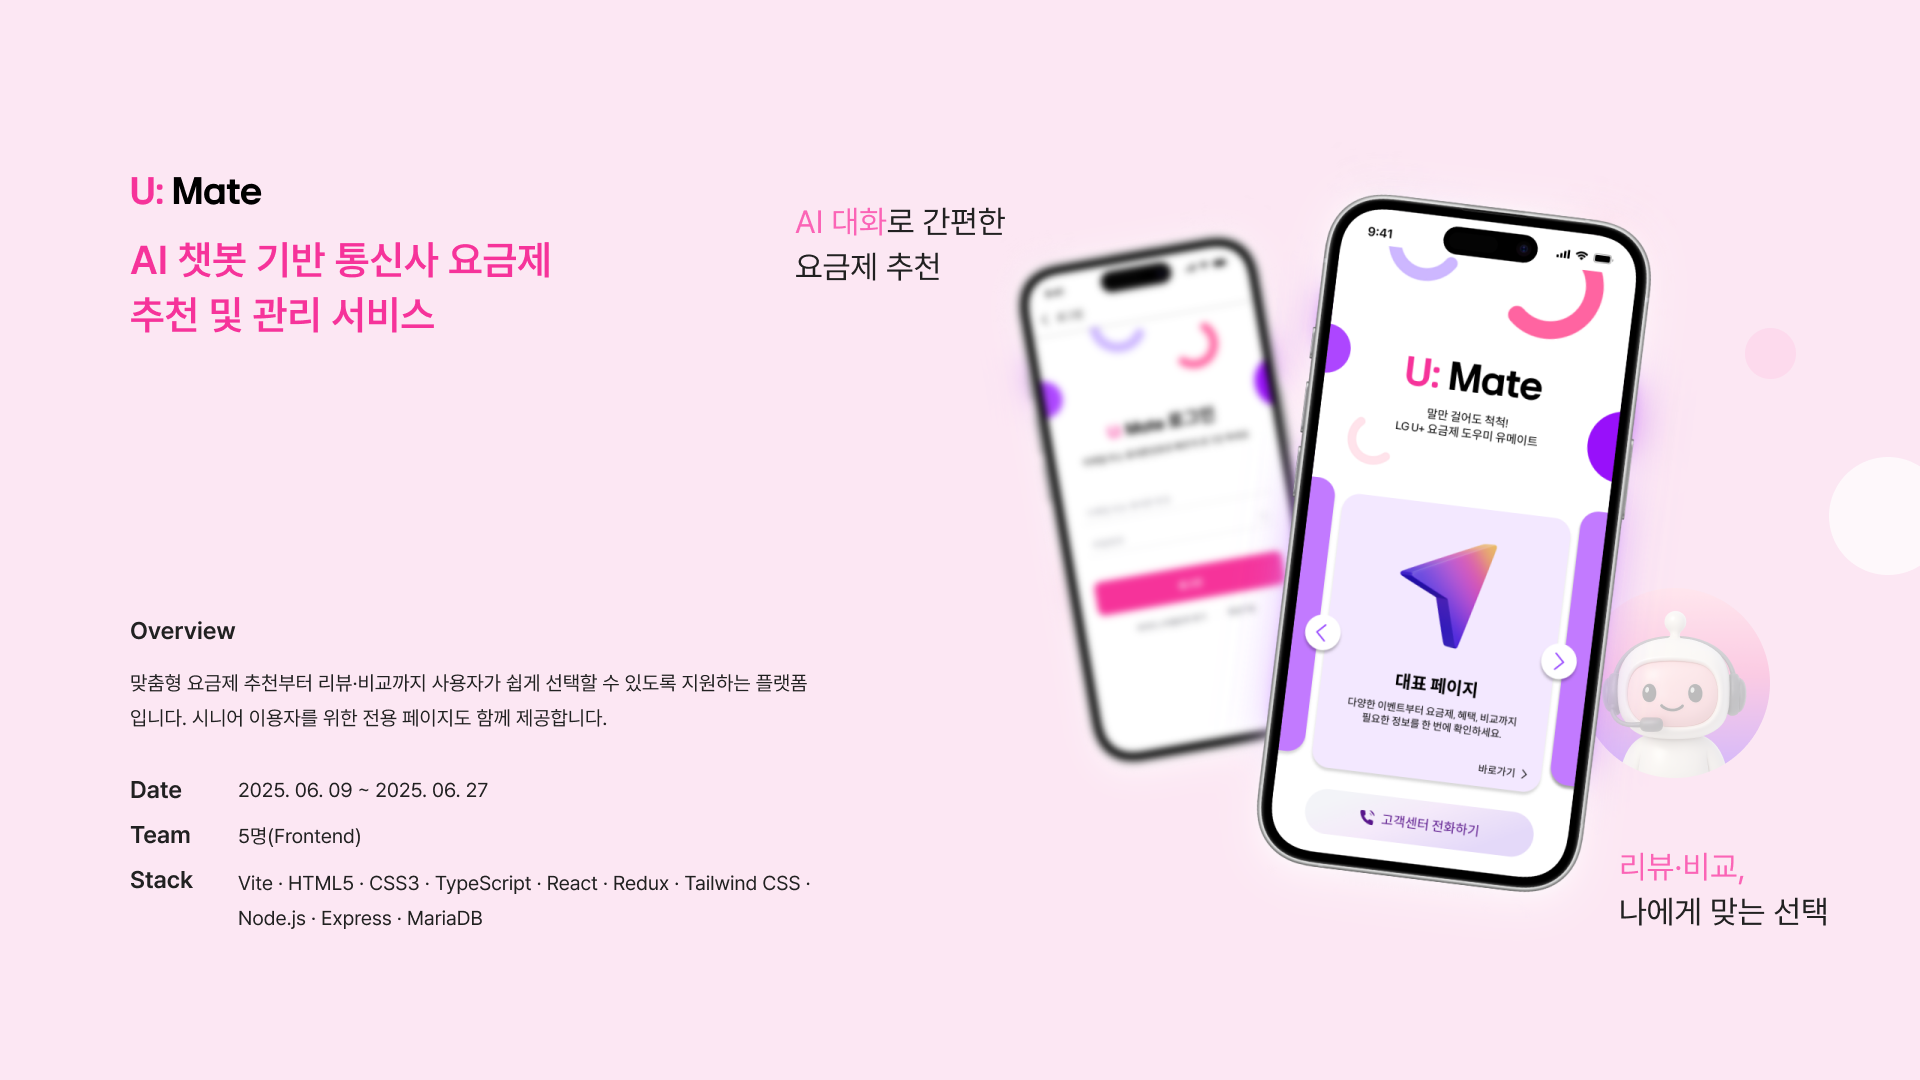 U: Mate
AI 챗봇 기반 통신사 요금제
추천 및 관리 서비스
Overview
맞춤형 요금제 추천부터 리뷰·비교까지 사용자가 쉽게 선택할 수 있도록 지원하는 플랫폼
입니다. 시니어 이용자를 위한 전용 페이지도 함께 제공합니다.
Date
2025. 06. 09 ~ 2025. 06. 27
Team
5명(Frontend)
Stack
Vite · HTML5 · CSS3 · TypeScript · React · Redux · Tailwind CSS ·
Node.js · Express · MariaDB
AI 대화로 간편한
요금제 추천
U: Mate 로그인
9:41
U: Mate
말만 걸어도 척척!
LG U+ 요금제 도우미 유메이트
대표 페이지
다양한 이벤트부터 요금제, 혜택, 비교까지
필요한 정보를 한 번에 확인하세요.
바로가기
고객센터 전화하기
리뷰·비교,
나에게 맞는 선택